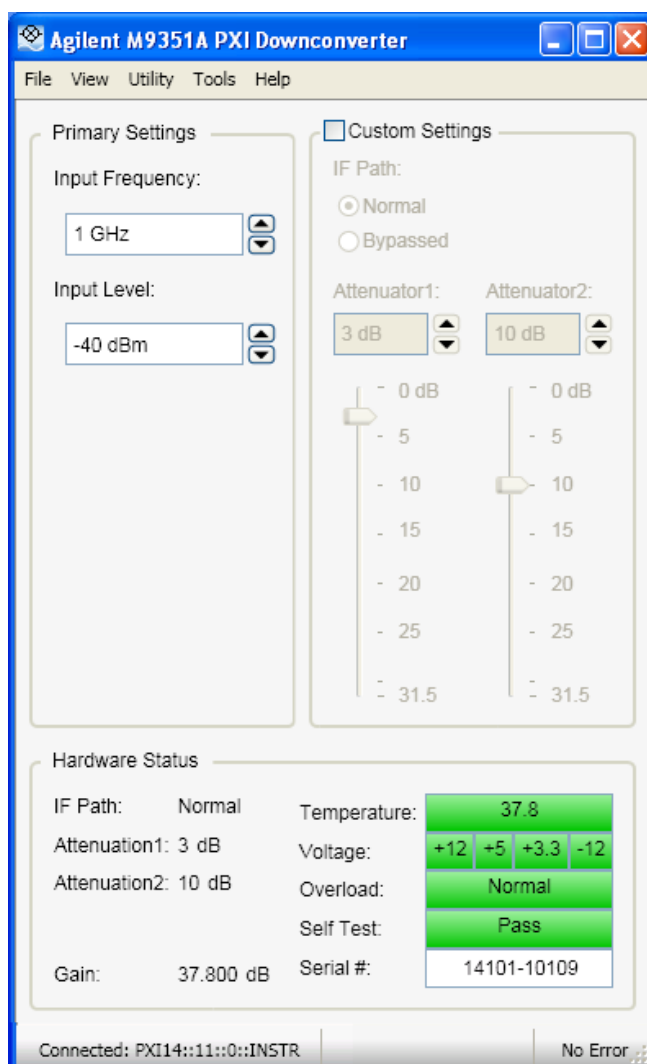 Agilent M9351A PXI Downconverter
File View Utility Tools Help
Primary Settings
Input Frequency:
1 GHz
Input Level:
-40 dBm
Custom Settings
IF Path:
Normal
Bypassed
Attenuator1: Attenuator2:
3 dB 10 dB
0 dB 0 dB
5 5
10 10
15 15
20 20
25 25
31.5 31.5
Hardware Status
IF Path: Normal
Attenuation1: 3 dB
Attenuation2: 10 dB
Gain: 37.800 dB
Temperature: 37.8
Voltage: +12 +5 +3.3 -12
Overload: Normal
Self Test: Pass
Serial #: 14101-10109
Connected: PXI14::11::0::INSTR No Error